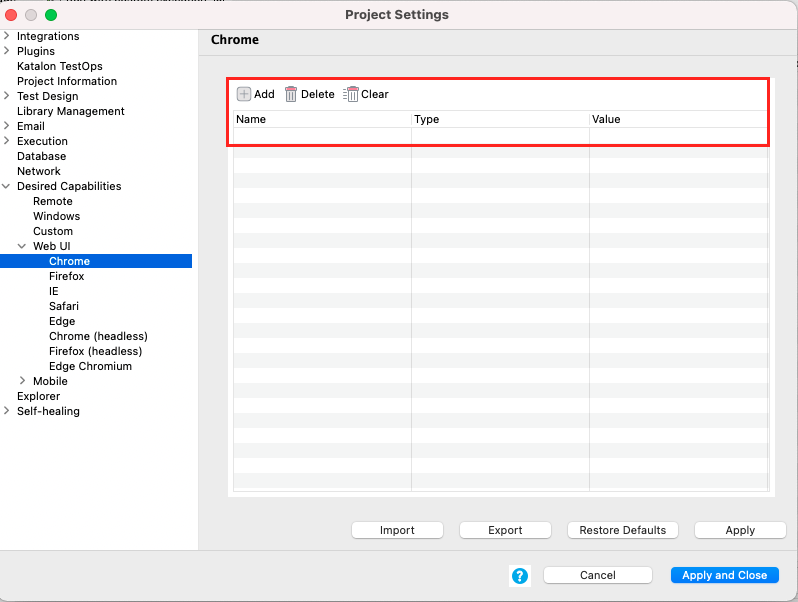 Project Settings
Integrations
Plugins
Katalon TestOps
Project Information
Test Design
Library Management
Email
Execution
Database
Network
Desired Capabilities
Remote
Windows
Custom
Web UI
Chrome
Firefox
IE
Safari
Edge
Chrome (headless)
Firefox (headless)
Edge Chromium
Mobile
Explorer
Self-healing
Chrome
Add Delete Clear
Name Type Value
Import Export Restore Defaults Apply
? Cancel Apply and Close